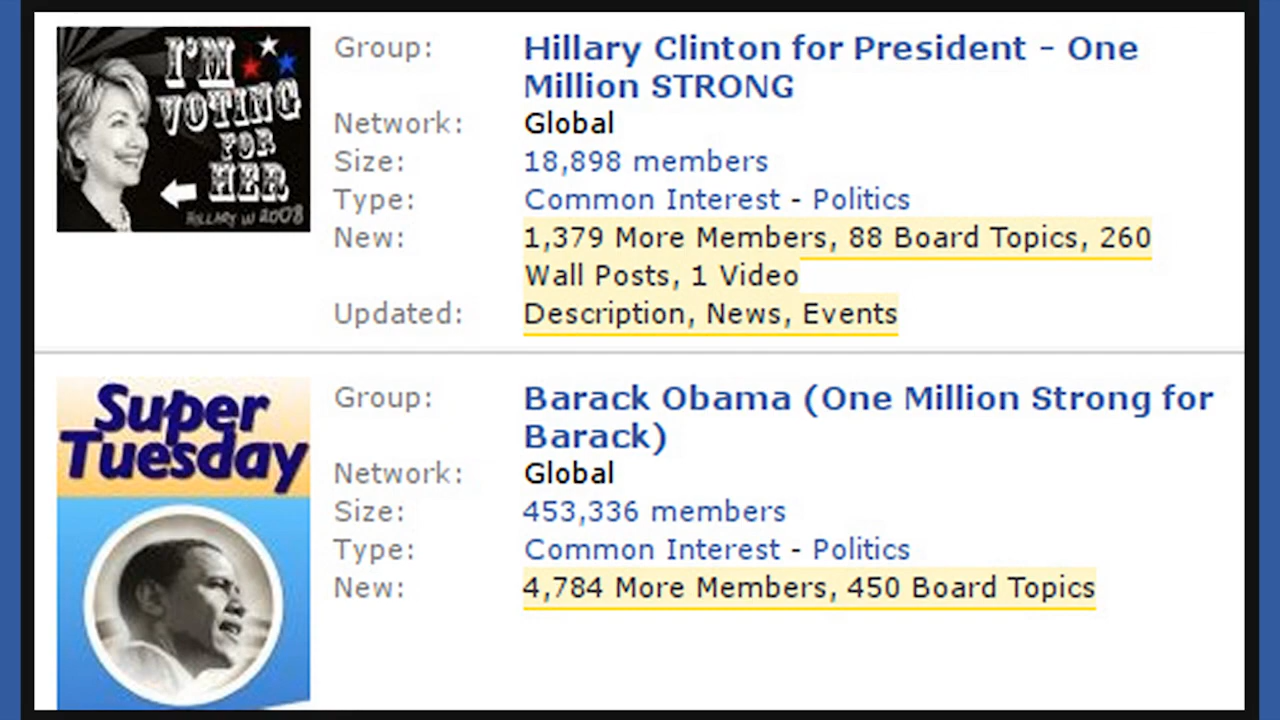 I'M
VOTING
FOR
HER
HILLARY IN 2008
Group: Hillary Clinton for President - One
Million STRONG
Network: Global
Size: 18,898 members
Type: Common Interest - Politics
New: 1,379 More Members, 88 Board Topics, 260
Wall Posts, 1 Video
Updated: Description, News, Events
Super
Tuesday
Group: Barack Obama (One Million Strong for
Barack)
Network: Global
Size: 453,336 members
Type: Common Interest - Politics
New: 4,784 More Members, 450 Board Topics